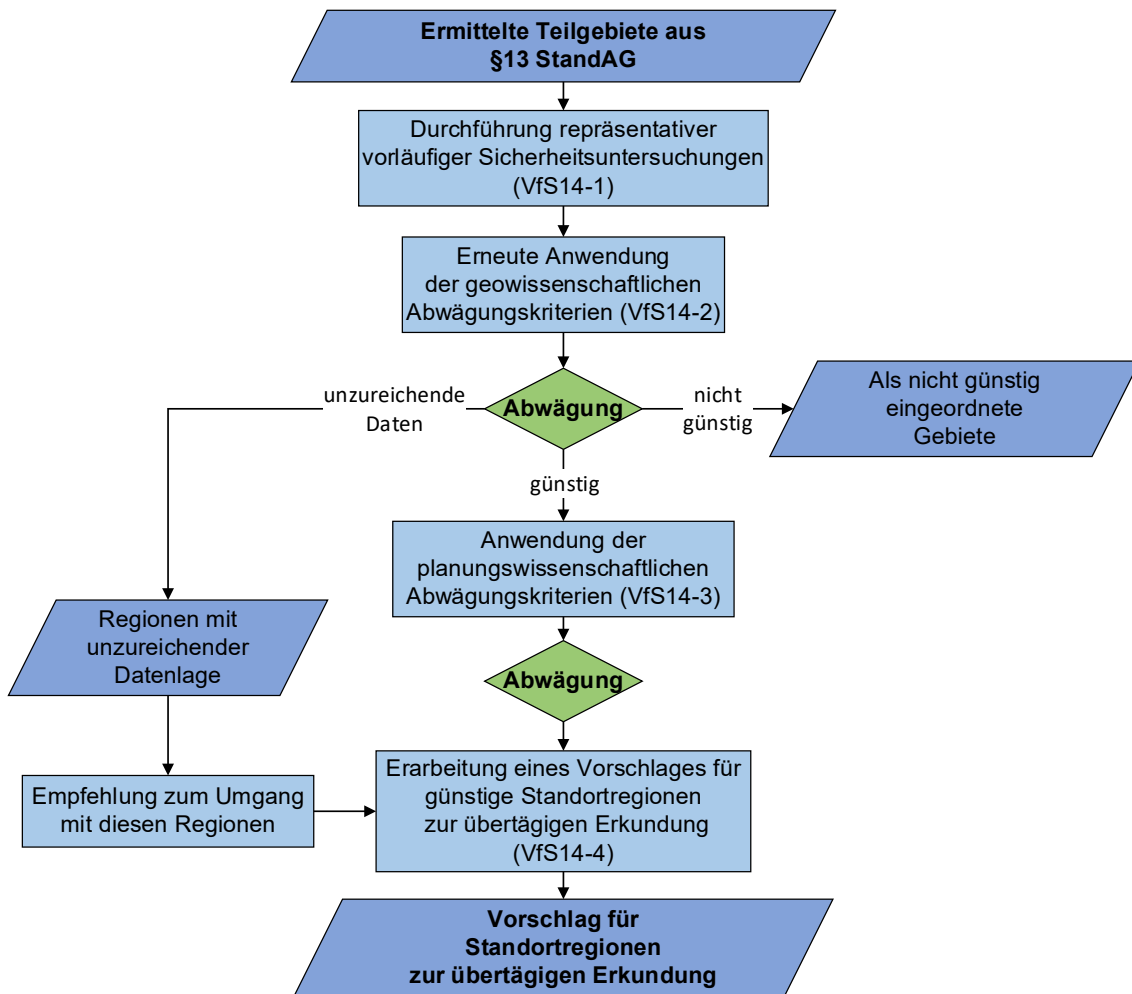 Ermittelte Teilgebiete aus
§13 StandAG
Durchführung repräsentativer
vorläufiger Sicherheitsuntersuchungen
(VfS14-1)
Erneute Anwendung
der geowissenschaftlichen
Abwägungskriterien (VfS14-2)
unzureichende
Daten
Abwägung
nicht
günstig
Als nicht günstig
eingeordnete
Gebiete
günstig
Anwendung der
planungswissenschaftlichen
Abwägungskriterien (VfS14-3)
Regionen mit
unzureichender
Datenlage
Abwägung
Empfehlung zum Umgang
mit diesen Regionen
Erarbeitung eines Vorschlages für
günstige Standortregionen
zur übertägigen Erkundung
(VfS14-4)
Vorschlag für
Standortregionen
zur übertägigen Erkundung